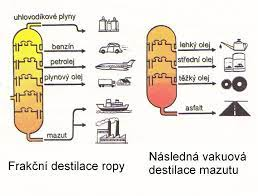 uhlovodíkové plyny
benzín
petrolej
plynový olej
mazut
Frakční destilace ropy
lehký olej
střední olej
těžký olej
asfalt
Následná vakuová
destilace mazutu